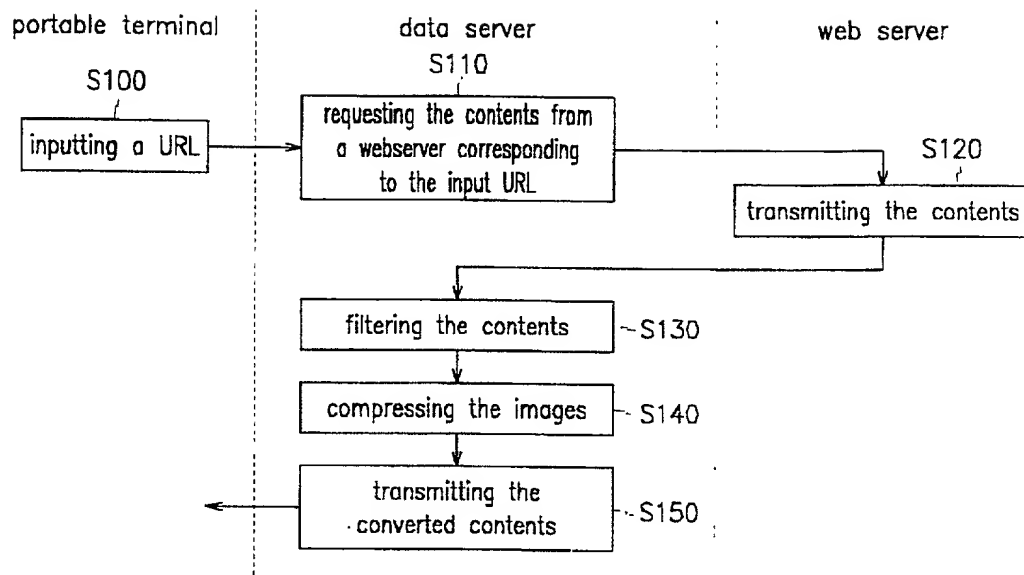 portable terminal
data server
web server
S100
S110
inputting a URL
requesting the contents from
a webserver corresponding
to the input URL
S120
transmitting the contents
filtering the contents
S130
compressing the images
S140
transmitting the
converted contents
S150